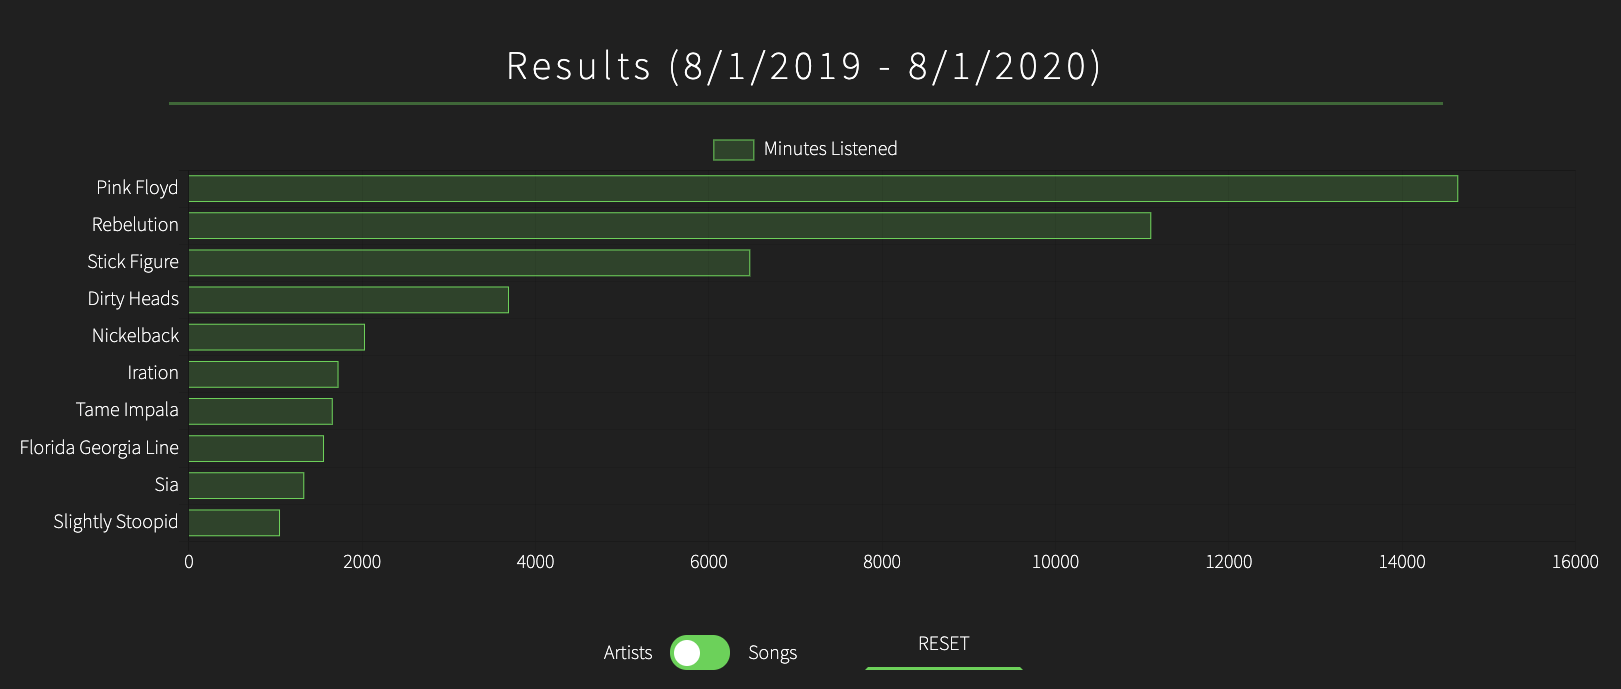 Results (8/1/2019 - 8/1/2020)
Minutes Listened
Pink Floyd
Rebelution
Stick Figure
Dirty Heads
Nickelback
Iration
Tame Impala
Florida Georgia Line
Sia
Slightly Stoopid
0 2000 4000 6000 8000 10000 12000 14000 16000
Artists Songs RESET